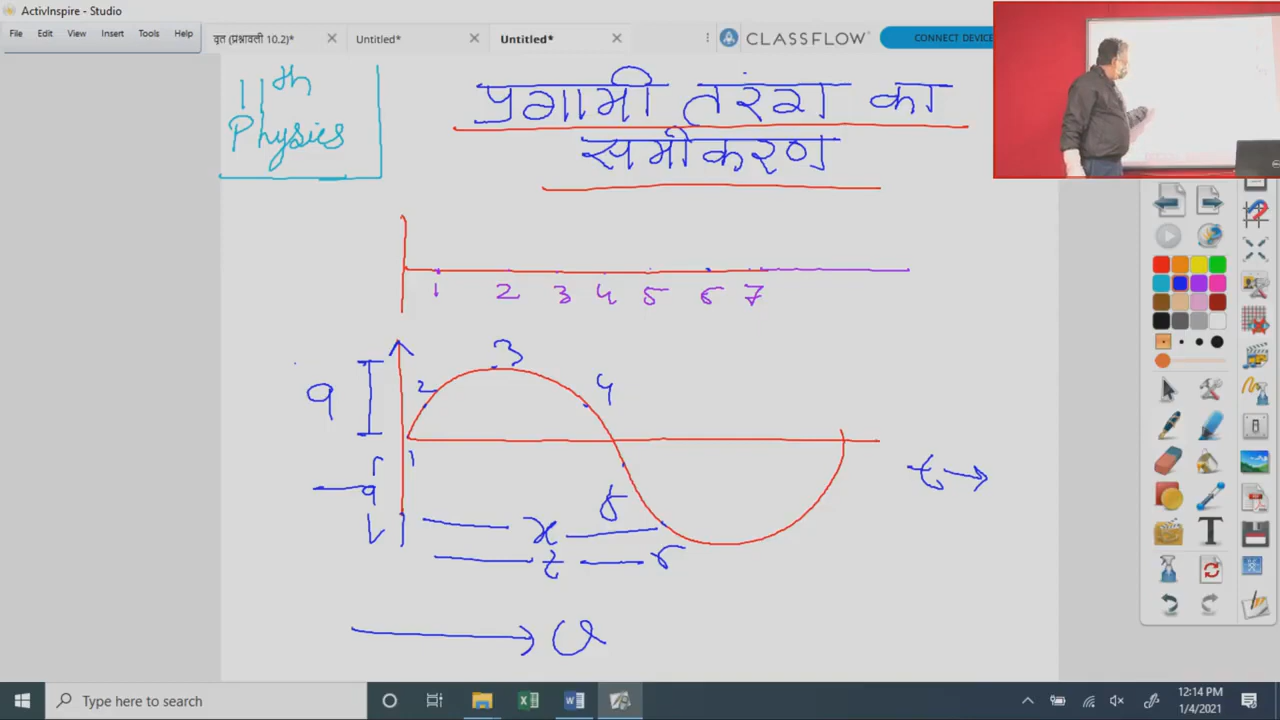 ActivInspire - Studio
File Edit View Insert Tools Help
वृत (प्रश्नावली 10.2)* Untitled* Untitled*
CLASSFLOW CONNECT DEVICE
11th
Physics
प्रगामी तरंग का
समीकरण
1 2 3 4 5 6 7
a
3
2
4
1
-a
t
5
x
t
6
v
Type here to search
12:14 PM
1/4/2021